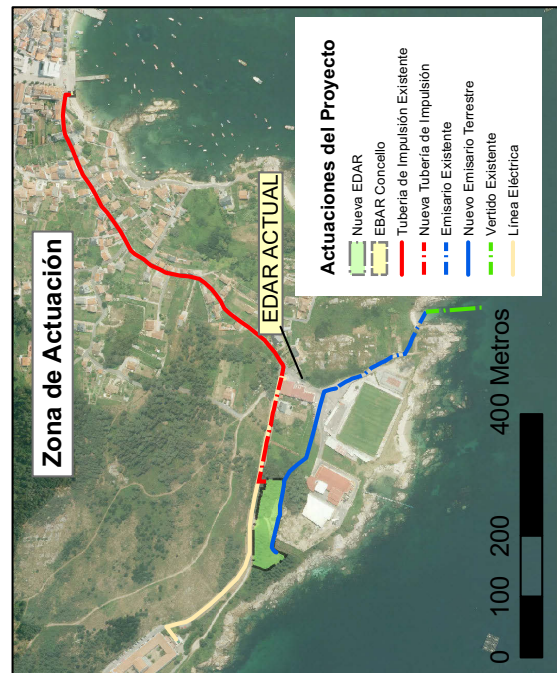 Zona de Actuación
EDAR ACTUAL
Actuaciones del Proyecto
Nueva EDAR
EBAR Concello
Tubería de Impulsión Existente
Nueva Tubería de Impulsión
Emisario Existente
Nuevo Emisario Terrestre
Vertido Existente
Línea Eléctrica
0 100 200 400 Metros